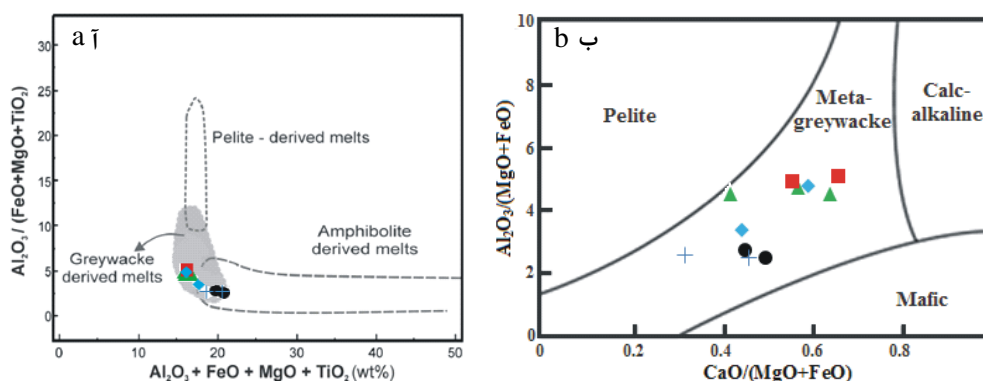 a آ
30
25
20
15
10
5
0
Al₂O₃ / (FeO+MgO+TiO₂)
Pelite - derived melts
Amphibolite
derived melts
Greywacke
derived melts
0 10 20 30 40 50
Al₂O₃ + FeO + MgO + TiO₂ (wt%)
b ب
10
8
6
4
2
0
Al₂O₃/(MgO+FeO)
Pelite
Meta-
greywacke
Calc-
alkaline
Mafic
0 0.2 0.4 0.6 0.8
CaO/(MgO+FeO)